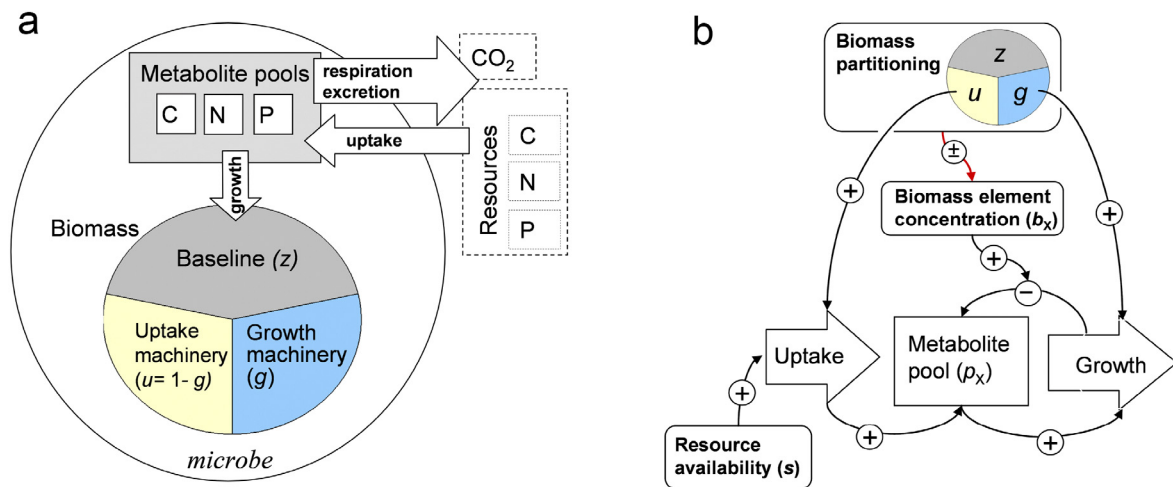 a
Metabolite pools
C N P
respiration
excretion
CO₂
uptake
growth
Resources
C
N
P
Biomass
Baseline (z)
Uptake
machinery
(u= 1- g)
Growth
machinery
(g)
microbe
b
Biomass
partitioning
z
u
g
±
+
+
Biomass element
concentration (bₓ)
+
−
Uptake
Metabolite
pool (pₓ)
Growth
+
+
+
Resource
availability (s)